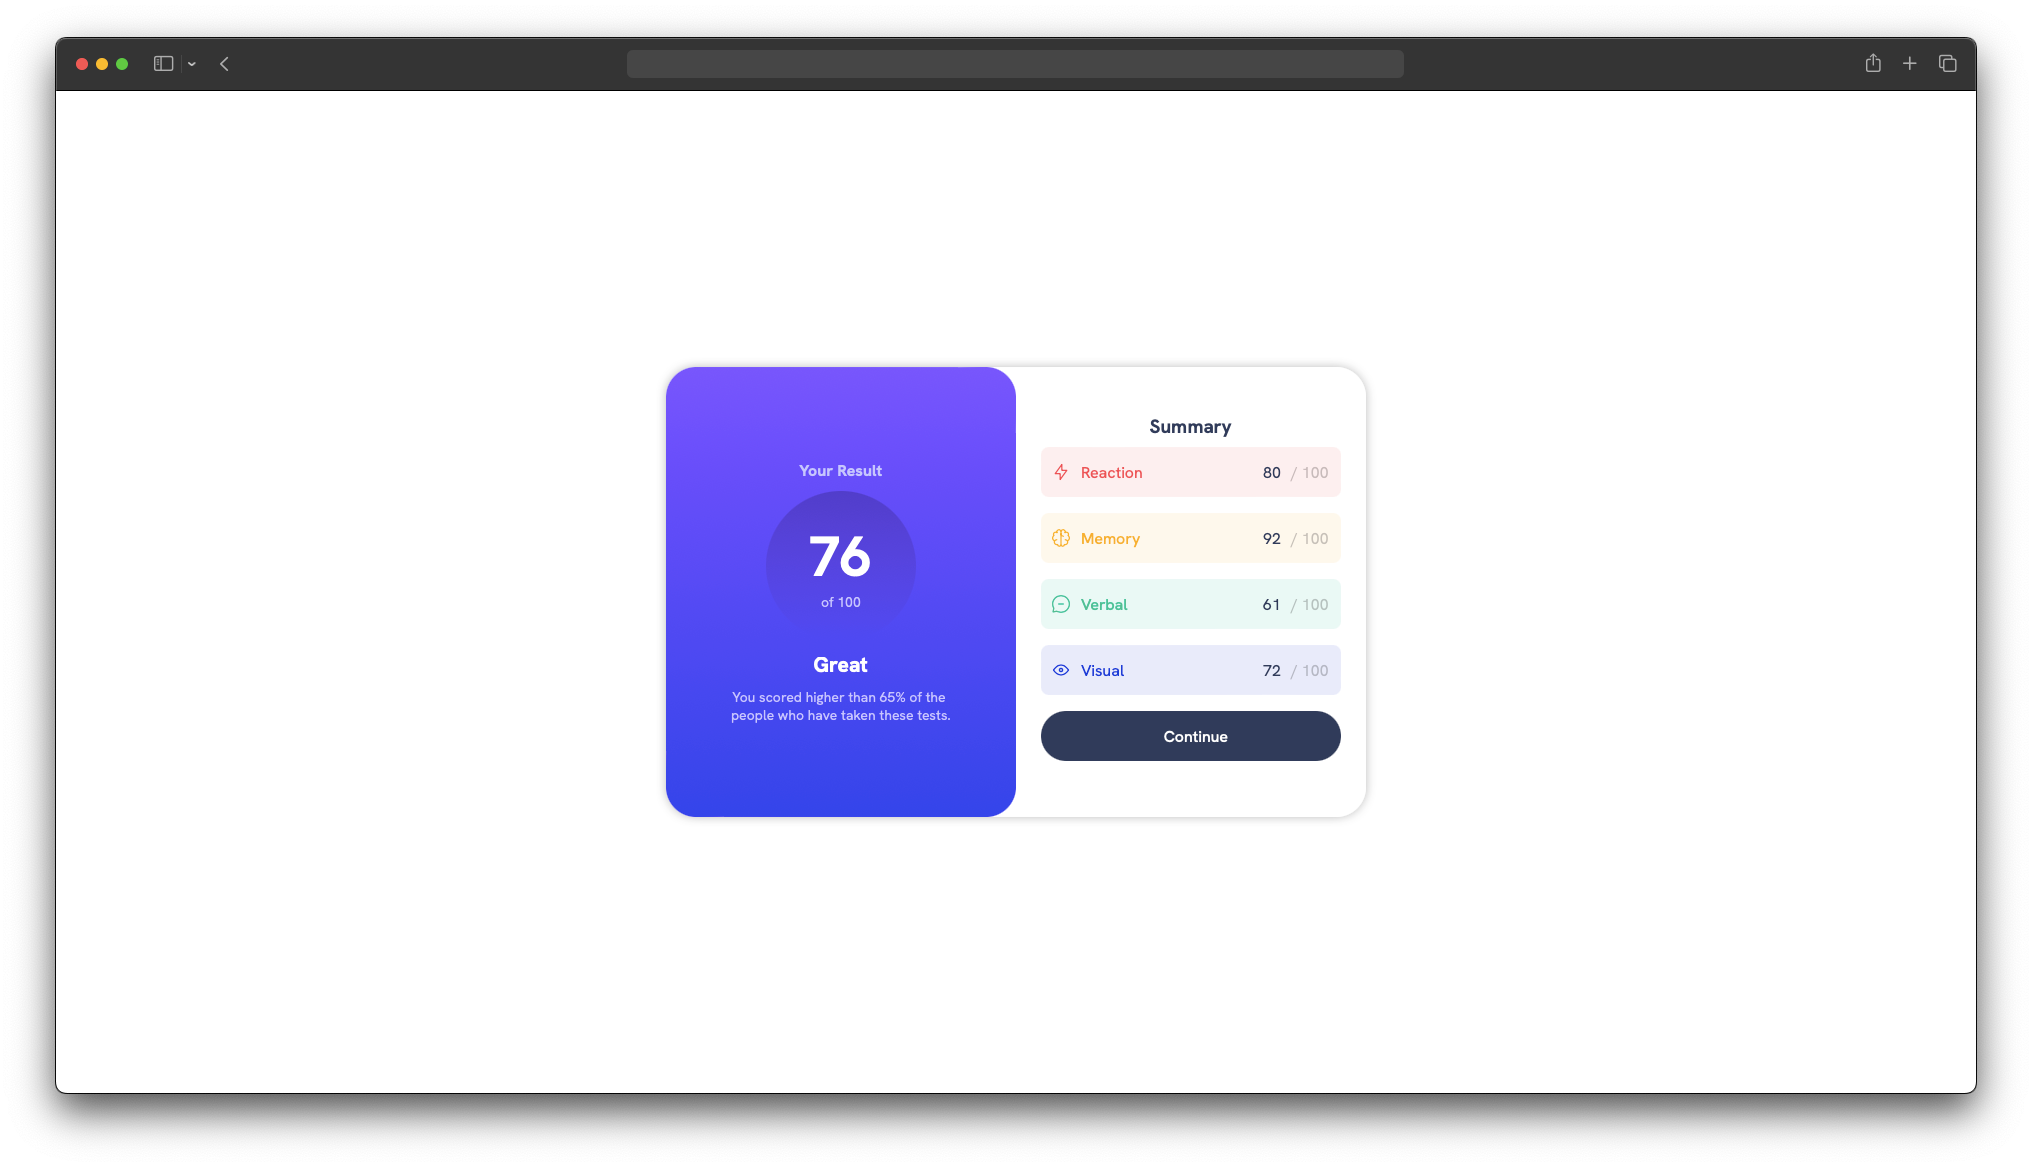 Your Result
76
of 100
Great
You scored higher than 65% of the
people who have taken these tests.
Summary
Reaction 80 / 100
Memory 92 / 100
Verbal 61 / 100
Visual 72 / 100
Continue